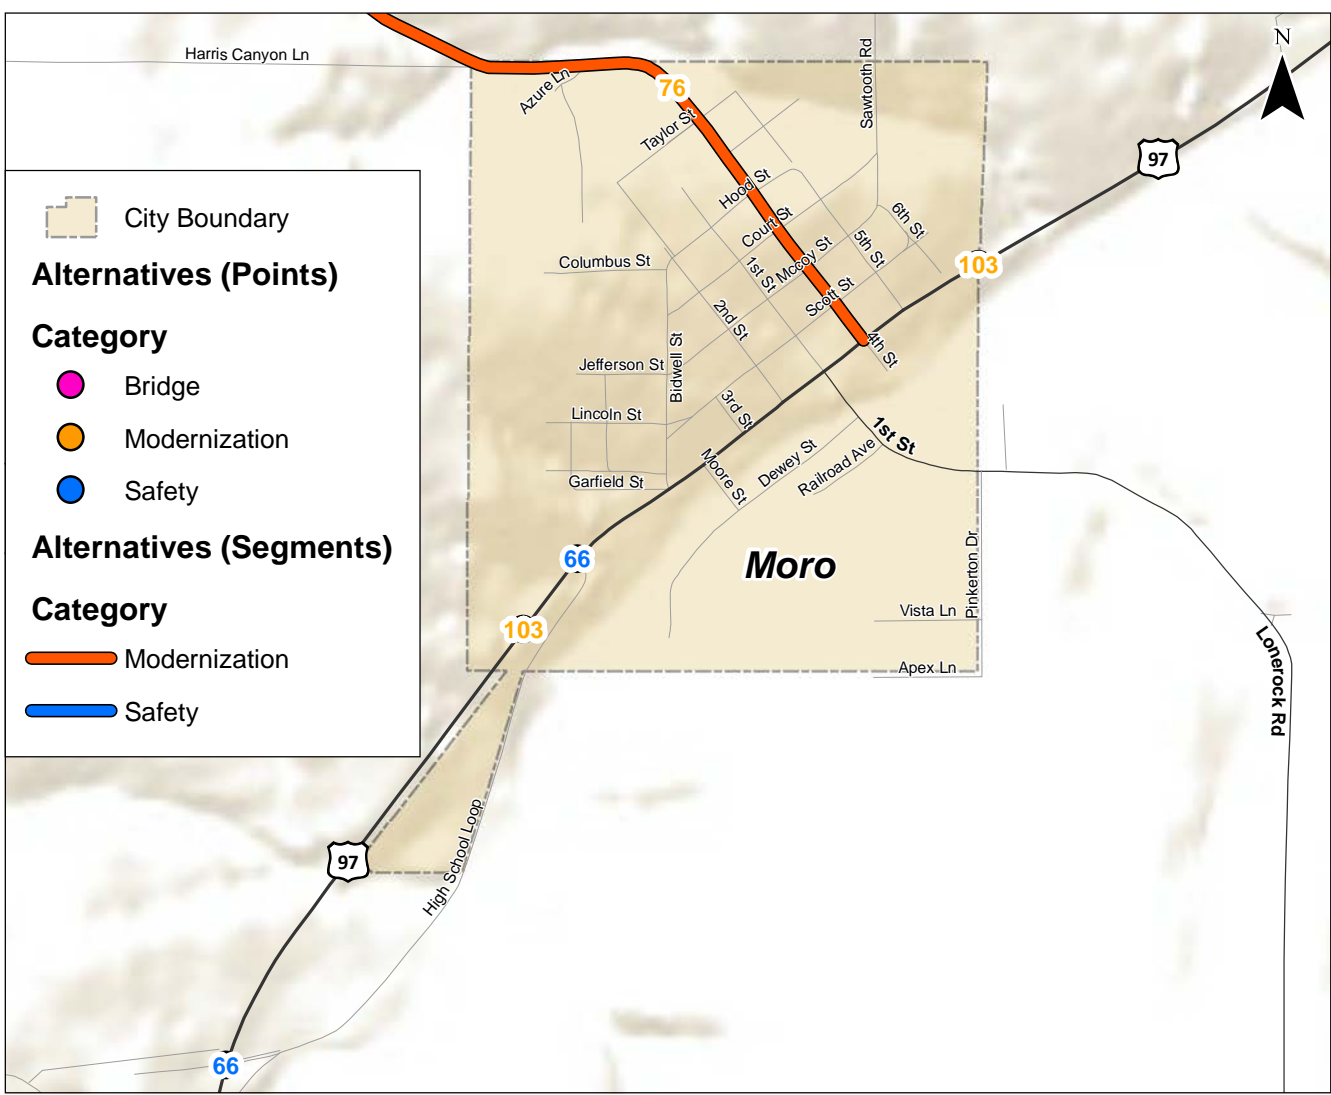 Harris Canyon Ln
Azure Ln
76
Sawtooth Rd
N
97
Taylor St
Hood St
Court St
Mccoy St
Scott St
1st St
2nd St
3rd St
4th St
5th St
6th St
103
Columbus St
Bidwell St
Jefferson St
Lincoln St
Garfield St
Moore St
Dewey St
Railroad Ave
1st St
66
103
Moro
Pinkerton Dr
Vista Ln
Apex Ln
Lonerock Rd
97
High School Loop
66
City Boundary
Alternatives (Points)
Category
Bridge
Modernization
Safety
Alternatives (Segments)
Category
Modernization
Safety